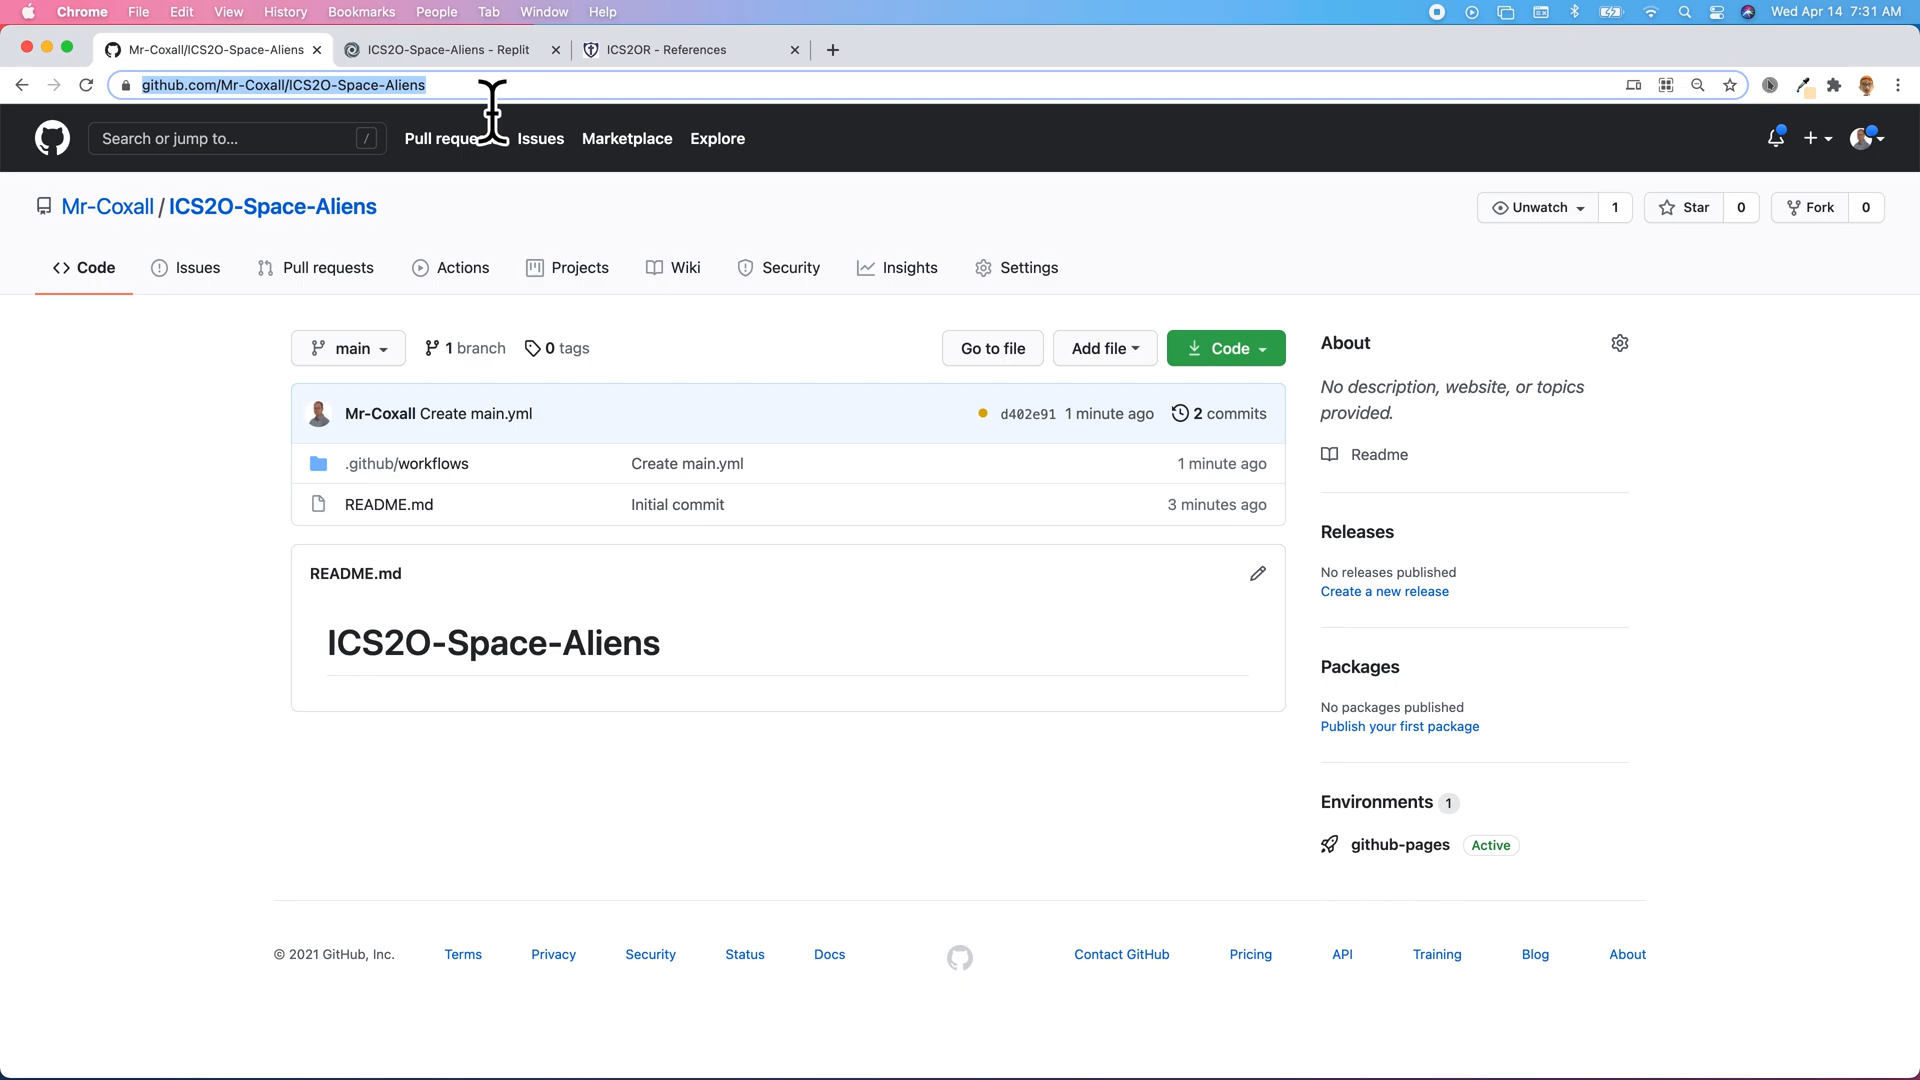 Chrome File Edit View History Bookmarks People Tab Window Help Wed Apr 14 7:31 AM
Mr-Coxall/ICS2O-Space-Aliens ICS2O-Space-Aliens - Replit ICS2OR - References
github.com/Mr-Coxall/ICS2O-Space-Aliens
Search or jump to... / Pull reque Issues Marketplace Explore
Mr-Coxall / ICS2O-Space-Aliens Unwatch 1 Star 0 Fork 0
Code Issues Pull requests Actions Projects Wiki Security Insights Settings
main 1 branch 0 tags Go to file Add file Code
Mr-Coxall Create main.yml d402e91 1 minute ago 2 commits
.github/workflows Create main.yml 1 minute ago
README.md Initial commit 3 minutes ago
README.md
ICS2O-Space-Aliens
About
No description, website, or topics
provided.
Readme
Releases
No releases published
Create a new release
Packages
No packages published
Publish your first package
Environments 1
github-pages Active
© 2021 GitHub, Inc. Terms Privacy Security Status Docs Contact GitHub Pricing API Training Blog About